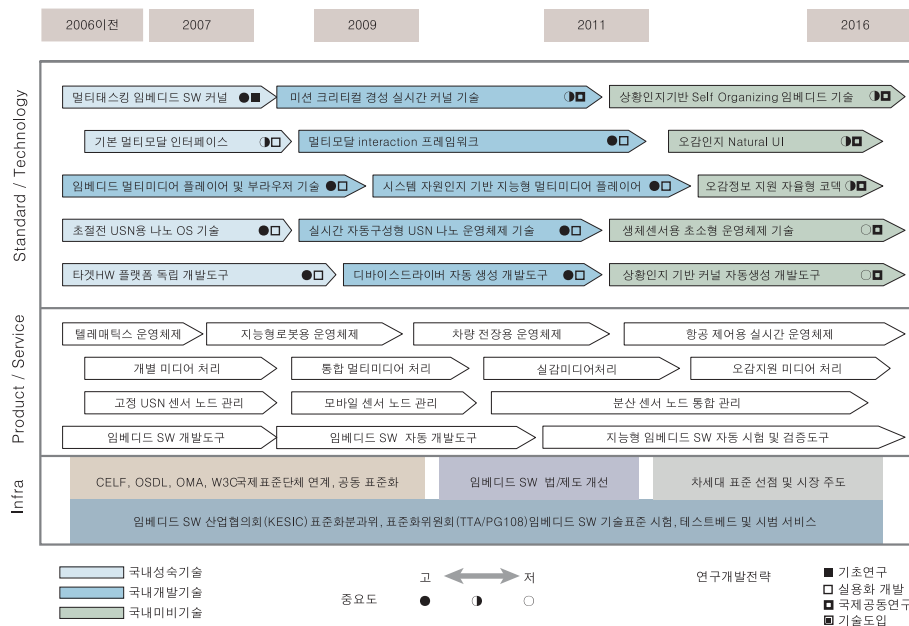 2006이전
2007
2009
2011
2016
Standard / Technology
멀티태스킹 임베디드 SW 커널
미션 크리티컬 경성 실시간 커널 기술
상황인지기반 Self Organizing 임베디드 기술
기본 멀티모달 인터페이스
멀티모달 interaction 프레임워크
오감인지 Natural UI
임베디드 멀티미디어 플레이어 및 부라우저 기술
시스템 자원인지 기반 지능형 멀티미디어 플레이어
오감정보 지원 자율형 코덱
초절전 USN용 나노 OS 기술
실시간 자동구성형 USN 나노 운영체제 기술
생체센서용 초소형 운영체제 기술
타겟HW 플랫폼 독립 개발도구
디바이스드라이버 자동 생성 개발도구
상황인지 기반 커널 자동생성 개발도구
Product / Service
텔레매틱스 운영체제
지능형로봇용 운영체제
차량 전장용 운영체제
항공 제어용 실시간 운영체제
개별 미디어 처리
통합 멀티미디어 처리
실감미디어처리
오감지원 미디어 처리
고정 USN 센서 노드 관리
모바일 센서 노드 관리
분산 센서 노드 통합 관리
임베디드 SW 개발도구
임베디드 SW 자동 개발도구
지능형 임베디드 SW 자동 시험 및 검증도구
Infra
CELF, OSDL, OMA, W3C국제표준단체 연계, 공동 표준화
임베디드 SW 법/제도 개선
차세대 표준 선점 및 시장 주도
임베디드 SW 산업협의회(KESIC) 표준화분과위, 표준화위원회(TTA/PG108)임베디드 SW 기술표준 시험, 테스트베드 및 시범 서비스
국내성숙기술
국내개발기술
국내미비기술
고
저
중요도
연구개발전략
기초연구
실용화 개발
국제공동연구
기술도입